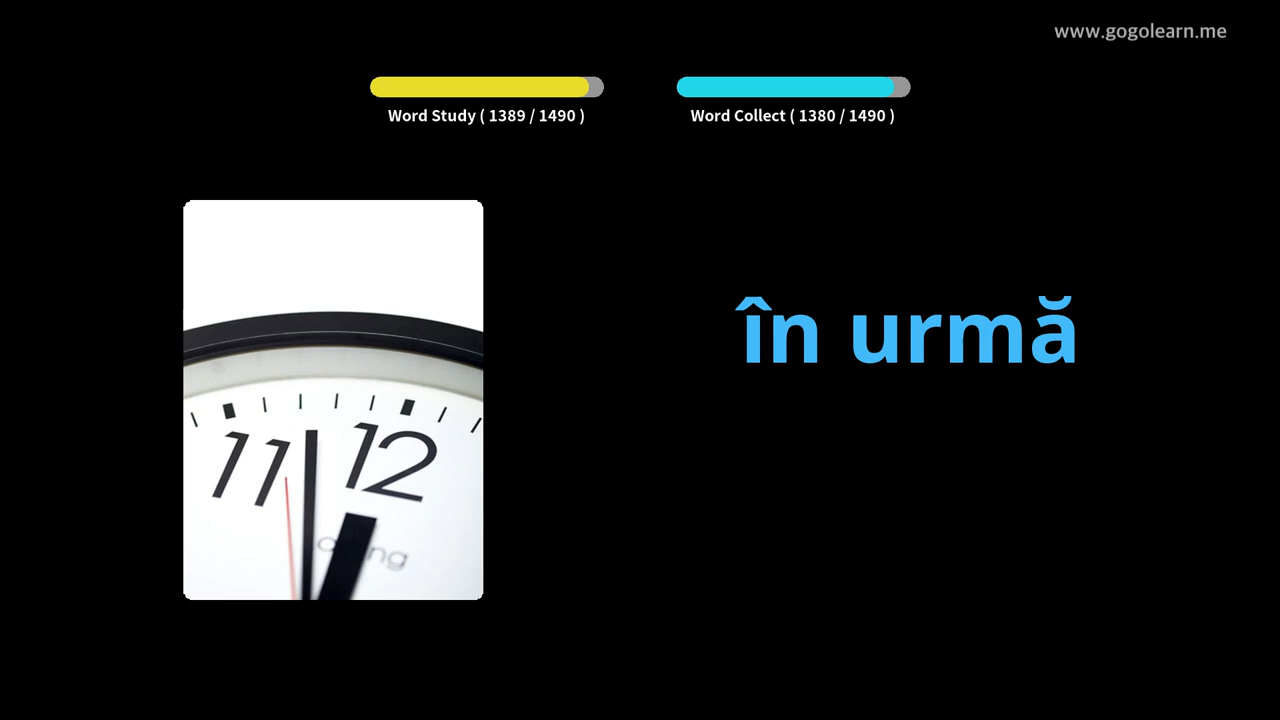 www.gogolearn.me
Word Study ( 1389 / 1490 )
Word Collect ( 1380 / 1490 )
în urmă
11
12